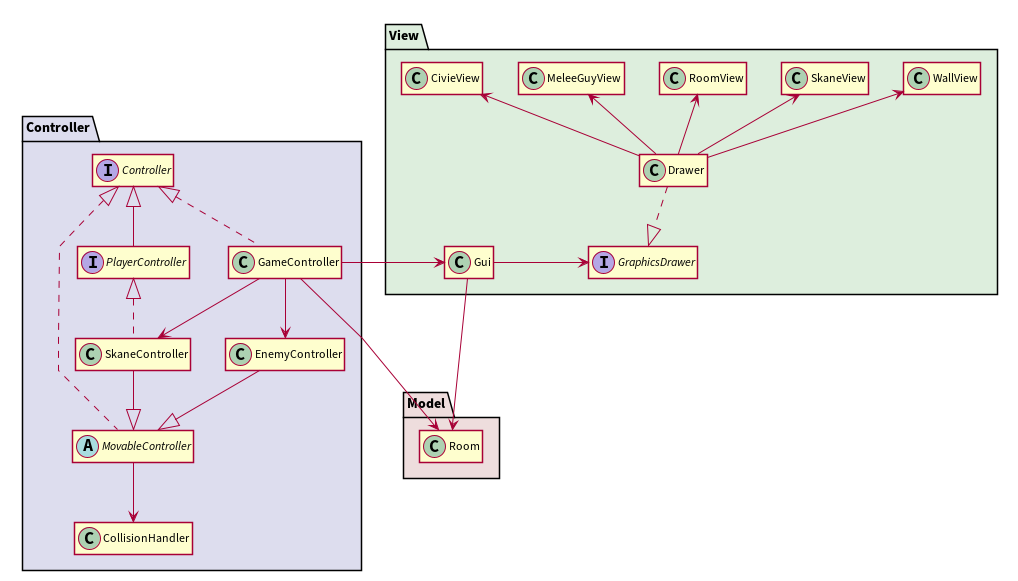 View
C CivieView
C MeleeGuyView
C RoomView
C SkaneView
C WallView
Controller
I Controller
C Drawer
I PlayerController
C GameController
C Gui
I GraphicsDrawer
C SkaneController
C EnemyController
Model
A MovableController
C Room
C CollisionHandler